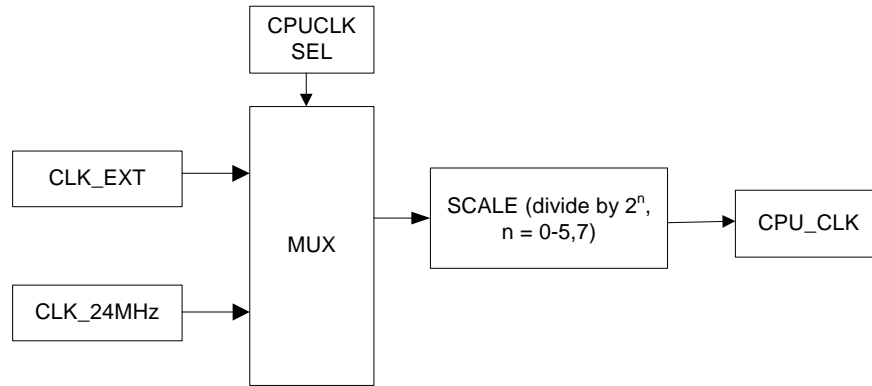 CPUCLK
SEL
CLK_EXT
MUX
CLK_24MHz
SCALE (divide by 2ⁿ,
n = 0-5,7)
CPU_CLK